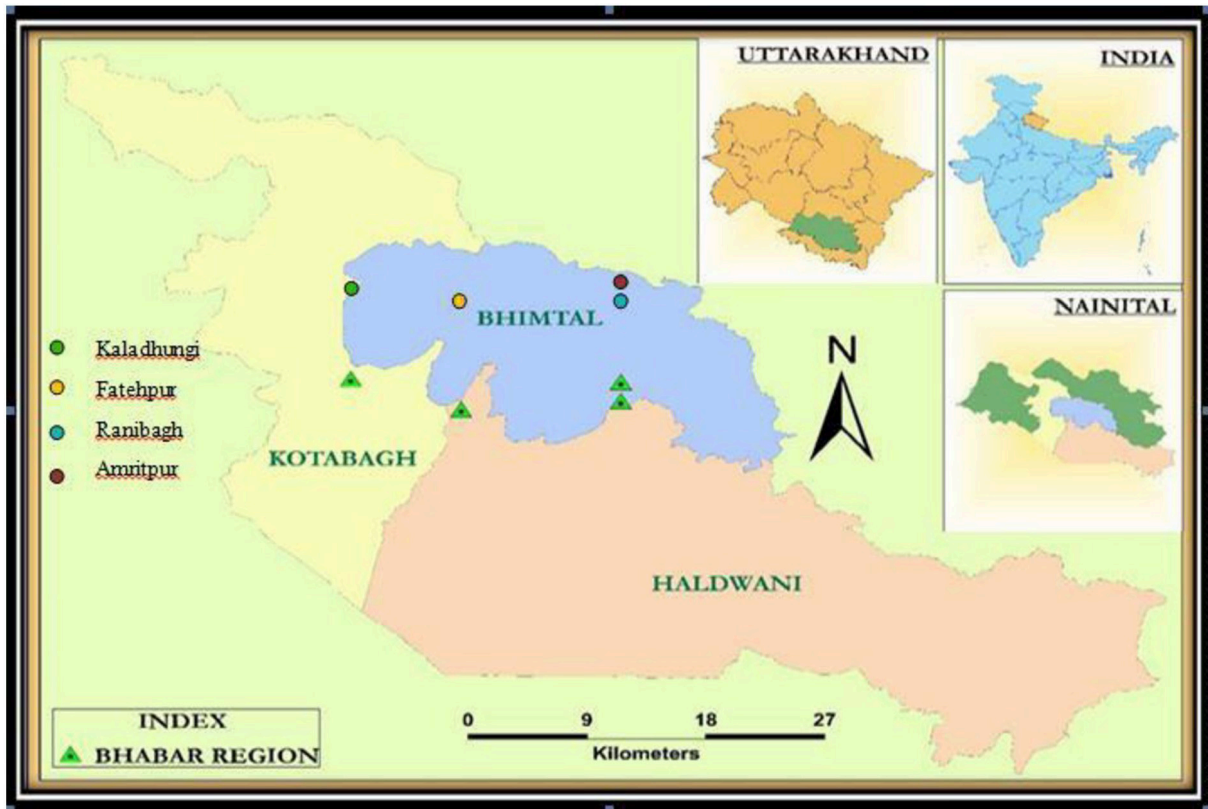 UTTARAKHAND
INDIA
NAINITAL
BHIMTAL
N
Kaladhungi
Fatehpur
Ranibagh
Amritpur
KOTABAGH
HALDWANI
INDEX
BHABAR REGION
0 9 18 27
Kilometers